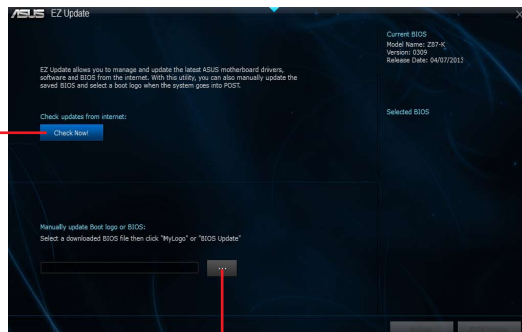 ASUS EZ Update
Current BIOS
Model Name: Z87-K
Version: 0309
Release Date: 04/07/2013
EZ Update allows you to manage and update the latest ASUS motherboard drivers,
software and BIOS from the internet. With this utility, you can also manually update the
saved BIOS and select a boot logo when the system goes into POST.
Check updates from internet:
Check Now!
Selected BIOS
Manually update Boot logo or BIOS:
Select a downloaded BIOS file then click "MyLogo" or "BIOS Update"
...